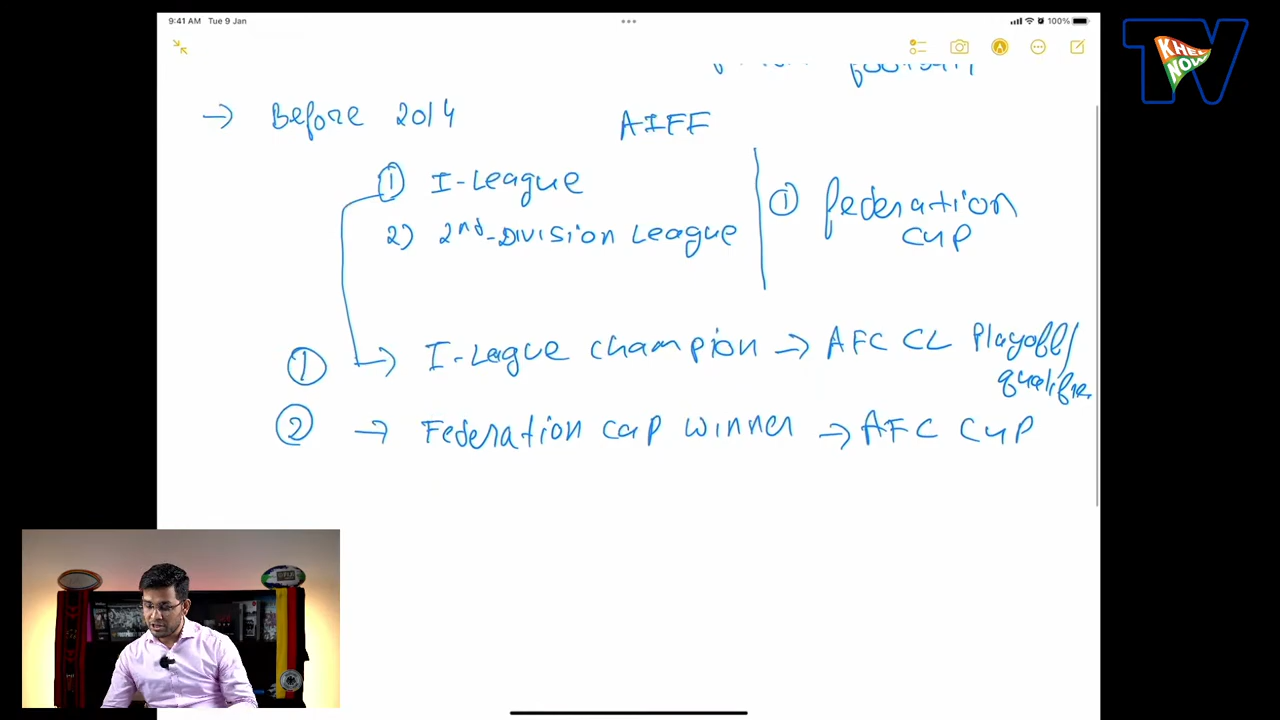 9:41 AM Tue 9 Jan
100%
KHEL NOW
TV
→ Before 2014
AIFF
① I-League
2) 2nd-Division League
① Federation
Cup
① → I-League champion → AFC CL Playoff/
② → Federation cup winner → AFC Cup